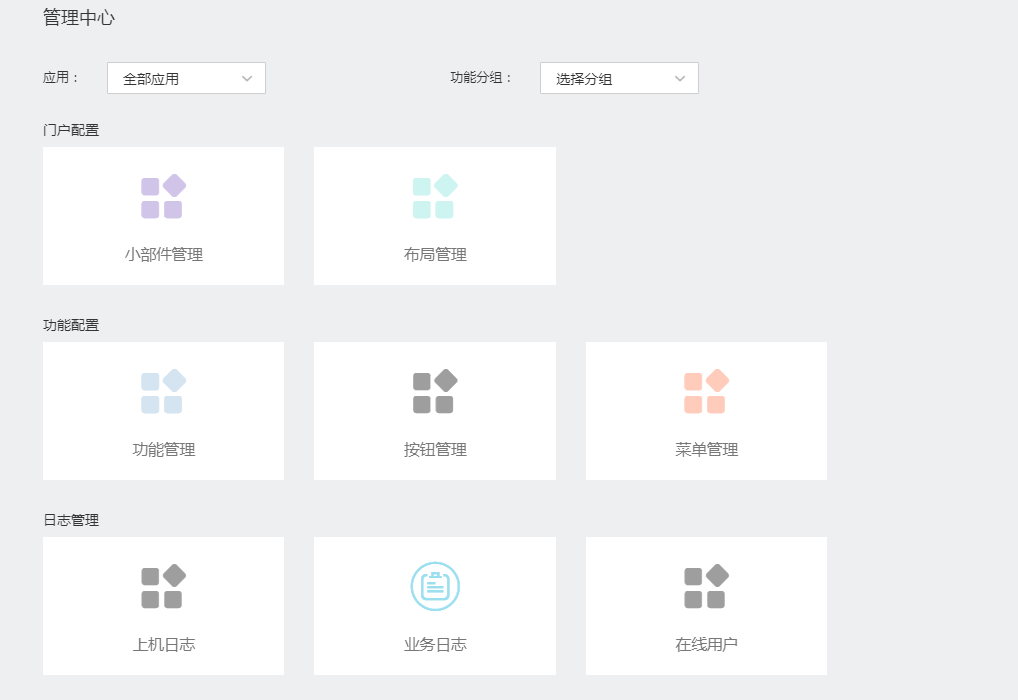 管理中心
应用： 全部应用 功能分组： 选择分组
门户配置
小部件管理 布局管理
功能配置
功能管理 按钮管理 菜单管理
日志管理
上机日志 业务日志 在线用户